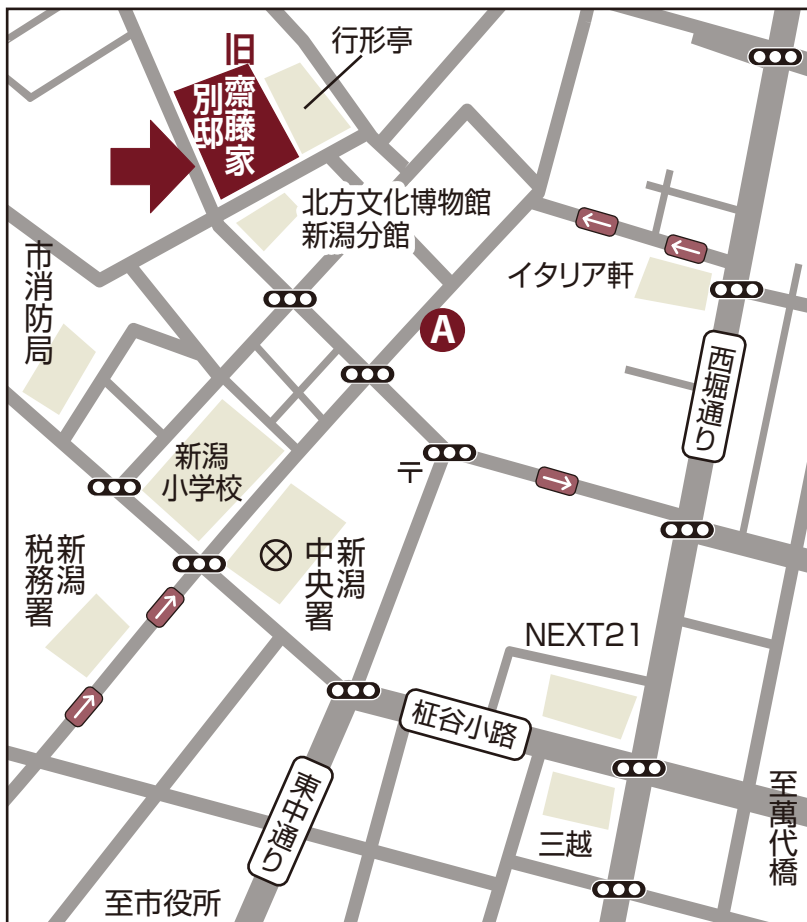 旧
齋藤家
別邸
行形亭
北方文化博物館
新潟分館
イタリア軒
市消防局
A
西堀通り
新潟
小学校
〒
新潟
中央署
新潟
税務署
NEXT21
柾谷小路
東中通り
三越
至萬代橋
至市役所